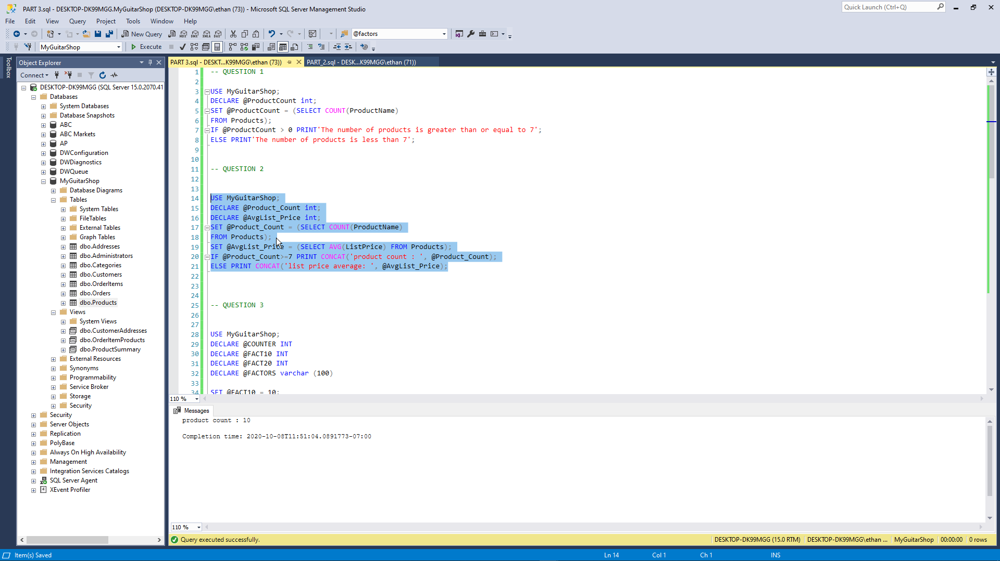 PART 3.sql - DESKTOP-DK99MGG.MyGuitarShop (DESKTOP-DK99MGG\ethan (73)) - Microsoft SQL Server Management Studio
Quick Launch (Ctrl+Q)
File Edit View Query Project Tools Window Help
New Query MDX DMX XMLA DAX @factors
MyGuitarShop Execute
Toolbox
Object Explorer
PART 3.sql - DESKT...K99MGG\ethan (73))
PART_2.sql - DESK...K99MGG\ethan (71))
Connect
DESKTOP-DK99MGG (SQL Server 15.0.2070.41
Databases
System Databases
Database Snapshots
ABC
ABC Markets
AP
DWConfiguration
DWDiagnostics
DWQueue
MyGuitarShop
Database Diagrams
Tables
System Tables
FileTables
External Tables
Graph Tables
dbo.Addresses
dbo.Administrators
dbo.Categories
dbo.Customers
dbo.OrderItems
dbo.Orders
dbo.Products
Views
System Views
dbo.CustomerAddresses
dbo.OrderItemProducts
dbo.ProductSummary
External Resources
Synonyms
Programmability
Service Broker
Storage
Security
Security
Server Objects
Replication
PolyBase
Always On High Availability
Management
Integration Services Catalogs
SQL Server Agent
XEvent Profiler
1 -- QUESTION 1
2
3 USE MyGuitarShop;
4 DECLARE @ProductCount int;
5 SET @ProductCount = (SELECT COUNT(ProductName)
6 FROM Products);
7 IF @ProductCount > 0 PRINT'The number of products is greater than or equal to 7';
8 ELSE PRINT'The number of products is less than 7';
9
10
11 -- QUESTION 2
12
13
14 USE MyGuitarShop;
15 DECLARE @Product_Count int;
16 DECLARE @AvgList_Price int;
17 SET @Product_Count = (SELECT COUNT(ProductName)
18 FROM Products);
19 SET @AvgList_Price = (SELECT AVG(ListPrice) FROM Products);
20 IF @Product_Count>=7 PRINT CONCAT('product count : ', @Product_Count);
21 ELSE PRINT CONCAT('list price average: ', @AvgList_Price);
22
23
24
25 -- QUESTION 3
26
27
28 USE MyGuitarShop;
29 DECLARE @COUNTER INT
30 DECLARE @FACT10 INT
31 DECLARE @FACT20 INT
32 DECLARE @FACTORS varchar (100)
33
34 SET @FACT10 = 10;
110 %
Messages
product count : 10
Completion time: 2020-10-08T11:51:04.0891773-07:00
110 %
Query executed successfully.
DESKTOP-DK99MGG (15.0 RTM) DESKTOP-DK99MGG\ethan ... MyGuitarShop 00:00:00 0 rows
Item(s) Saved Ln 14 Col 1 Ch 1 INS